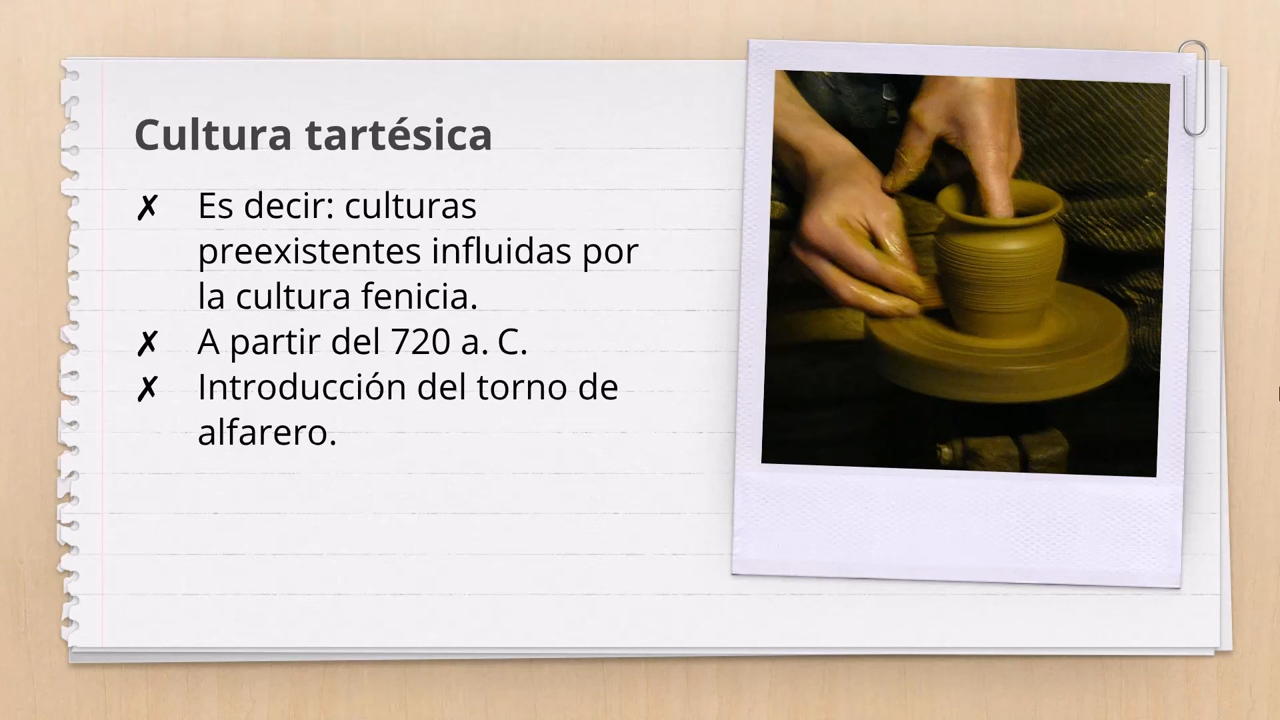 Cultura tartésica
✗ Es decir: culturas
preexistentes influidas por
la cultura fenicia.
✗ A partir del 720 a. C.
✗ Introducción del torno de
alfarero.